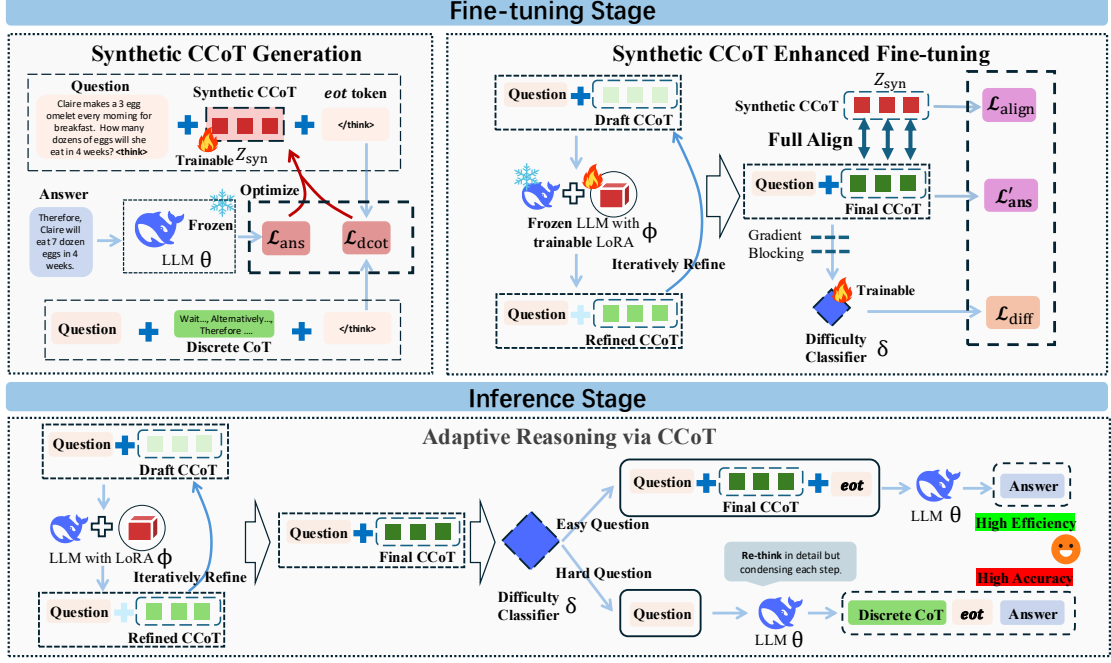 Fine-tuning Stage
Synthetic CCoT Generation
Question
Claire makes a 3 egg
omelet every morning for
breakfast. How many
dozens of eggs will she
eat in 4 weeks? <think>
Synthetic CCoT
Trainable Z_syn
eot token
</think>
Answer
Therefore,
Claire will
eat 7 dozen
eggs in 4
weeks.
Frozen
LLM θ
Optimize
ℒ_ans
ℒ_dcot
Question
Wait..., Alternatively...,
Therefore ....
Discrete CoT
</think>
Synthetic CCoT Enhanced Fine-tuning
Question
Draft CCoT
Frozen LLM with
trainable LoRA ϕ
Iteratively Refine
Question
Refined CCoT
Z_syn
Synthetic CCoT
Full Align
Question
Final CCoT
Gradient
Blocking
Trainable
Difficulty
Classifier δ
ℒ_align
ℒ'_ans
ℒ_diff
Inference Stage
Adaptive Reasoning via CCoT
Question
Draft CCoT
LLM with LoRA ϕ
Iteratively Refine
Question
Refined CCoT
Question
Final CCoT
Difficulty
Classifier δ
Easy Question
Hard Question
Question
Final CCoT
eot
LLM θ
Answer
High Efficiency
High Accuracy
Re-think in detail but
condensing each step.
Question
LLM θ
Discrete CoT eot Answer